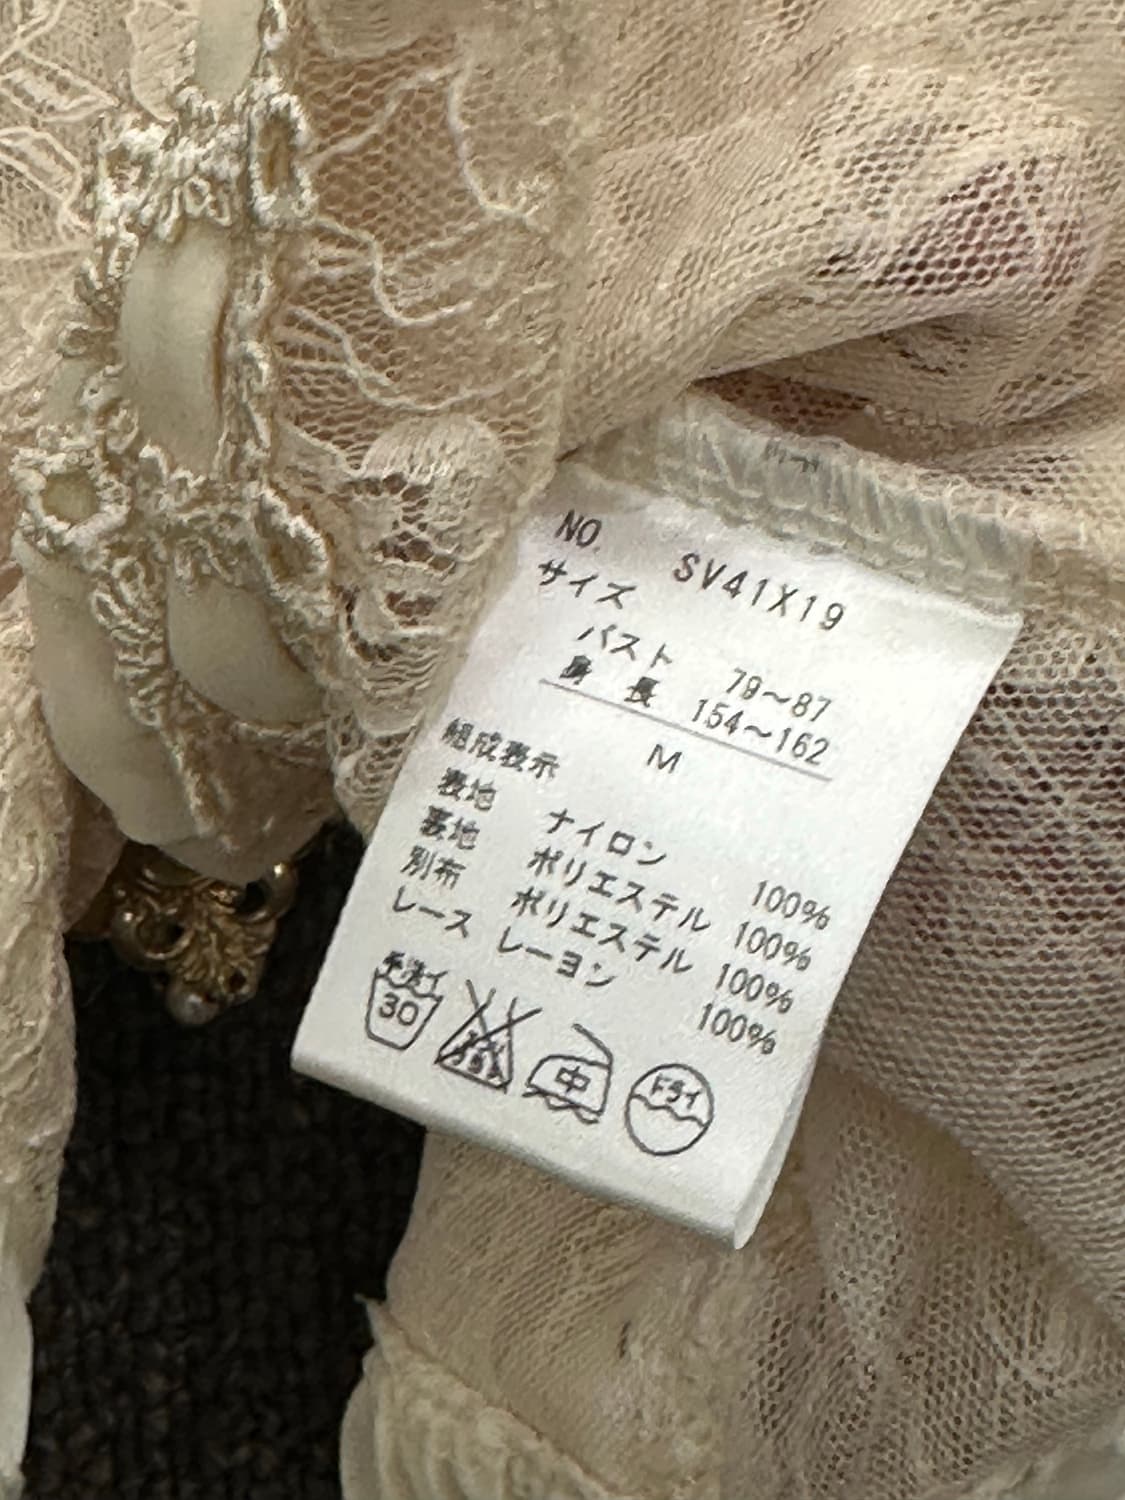 NO. SV41X19
サイズ
バスト 79〜87
身長 154〜162
M
組成表示
表地 ナイロン 100%
裏地 ポリエステル 100%
別布 ポリエステル 100%
レース レーヨン 100%
手洗イ 30 中 ドライ